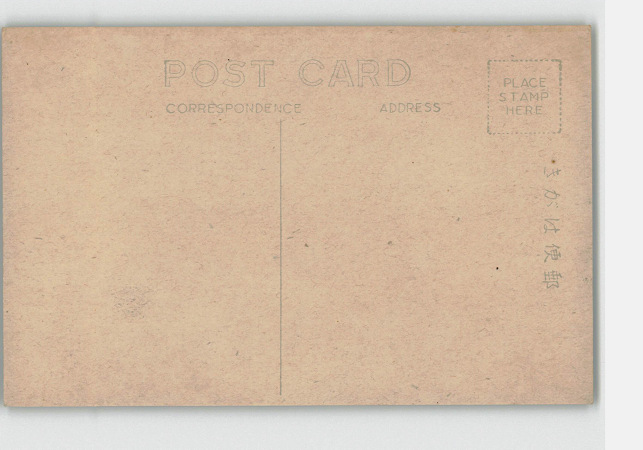 POST CARD
CORRESPONDENCE
ADDRESS
PLACE
STAMP
HERE
郵便はがき